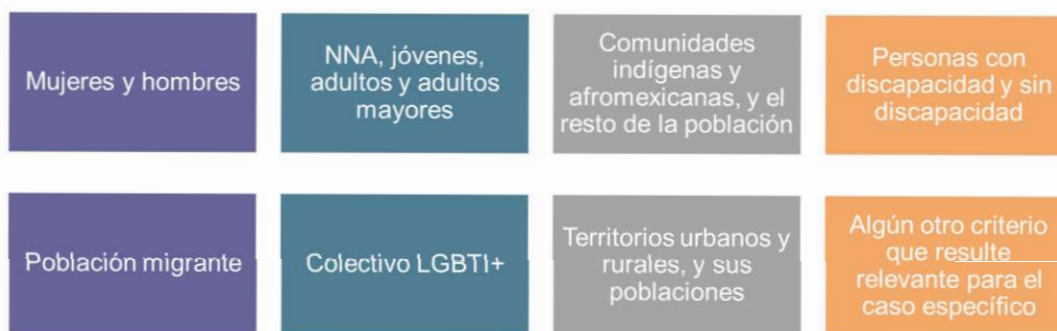 Mujeres y hombres
NNA, jóvenes,
adultos y adultos
mayores
Comunidades
indígenas y
afromexicanas, y el
resto de la población
Personas con
discapacidad y sin
discapacidad
Población migrante
Colectivo LGBTI+
Territorios urbanos y
rurales, y sus
poblaciones
Algún otro criterio
que resulte
relevante para el
caso específico